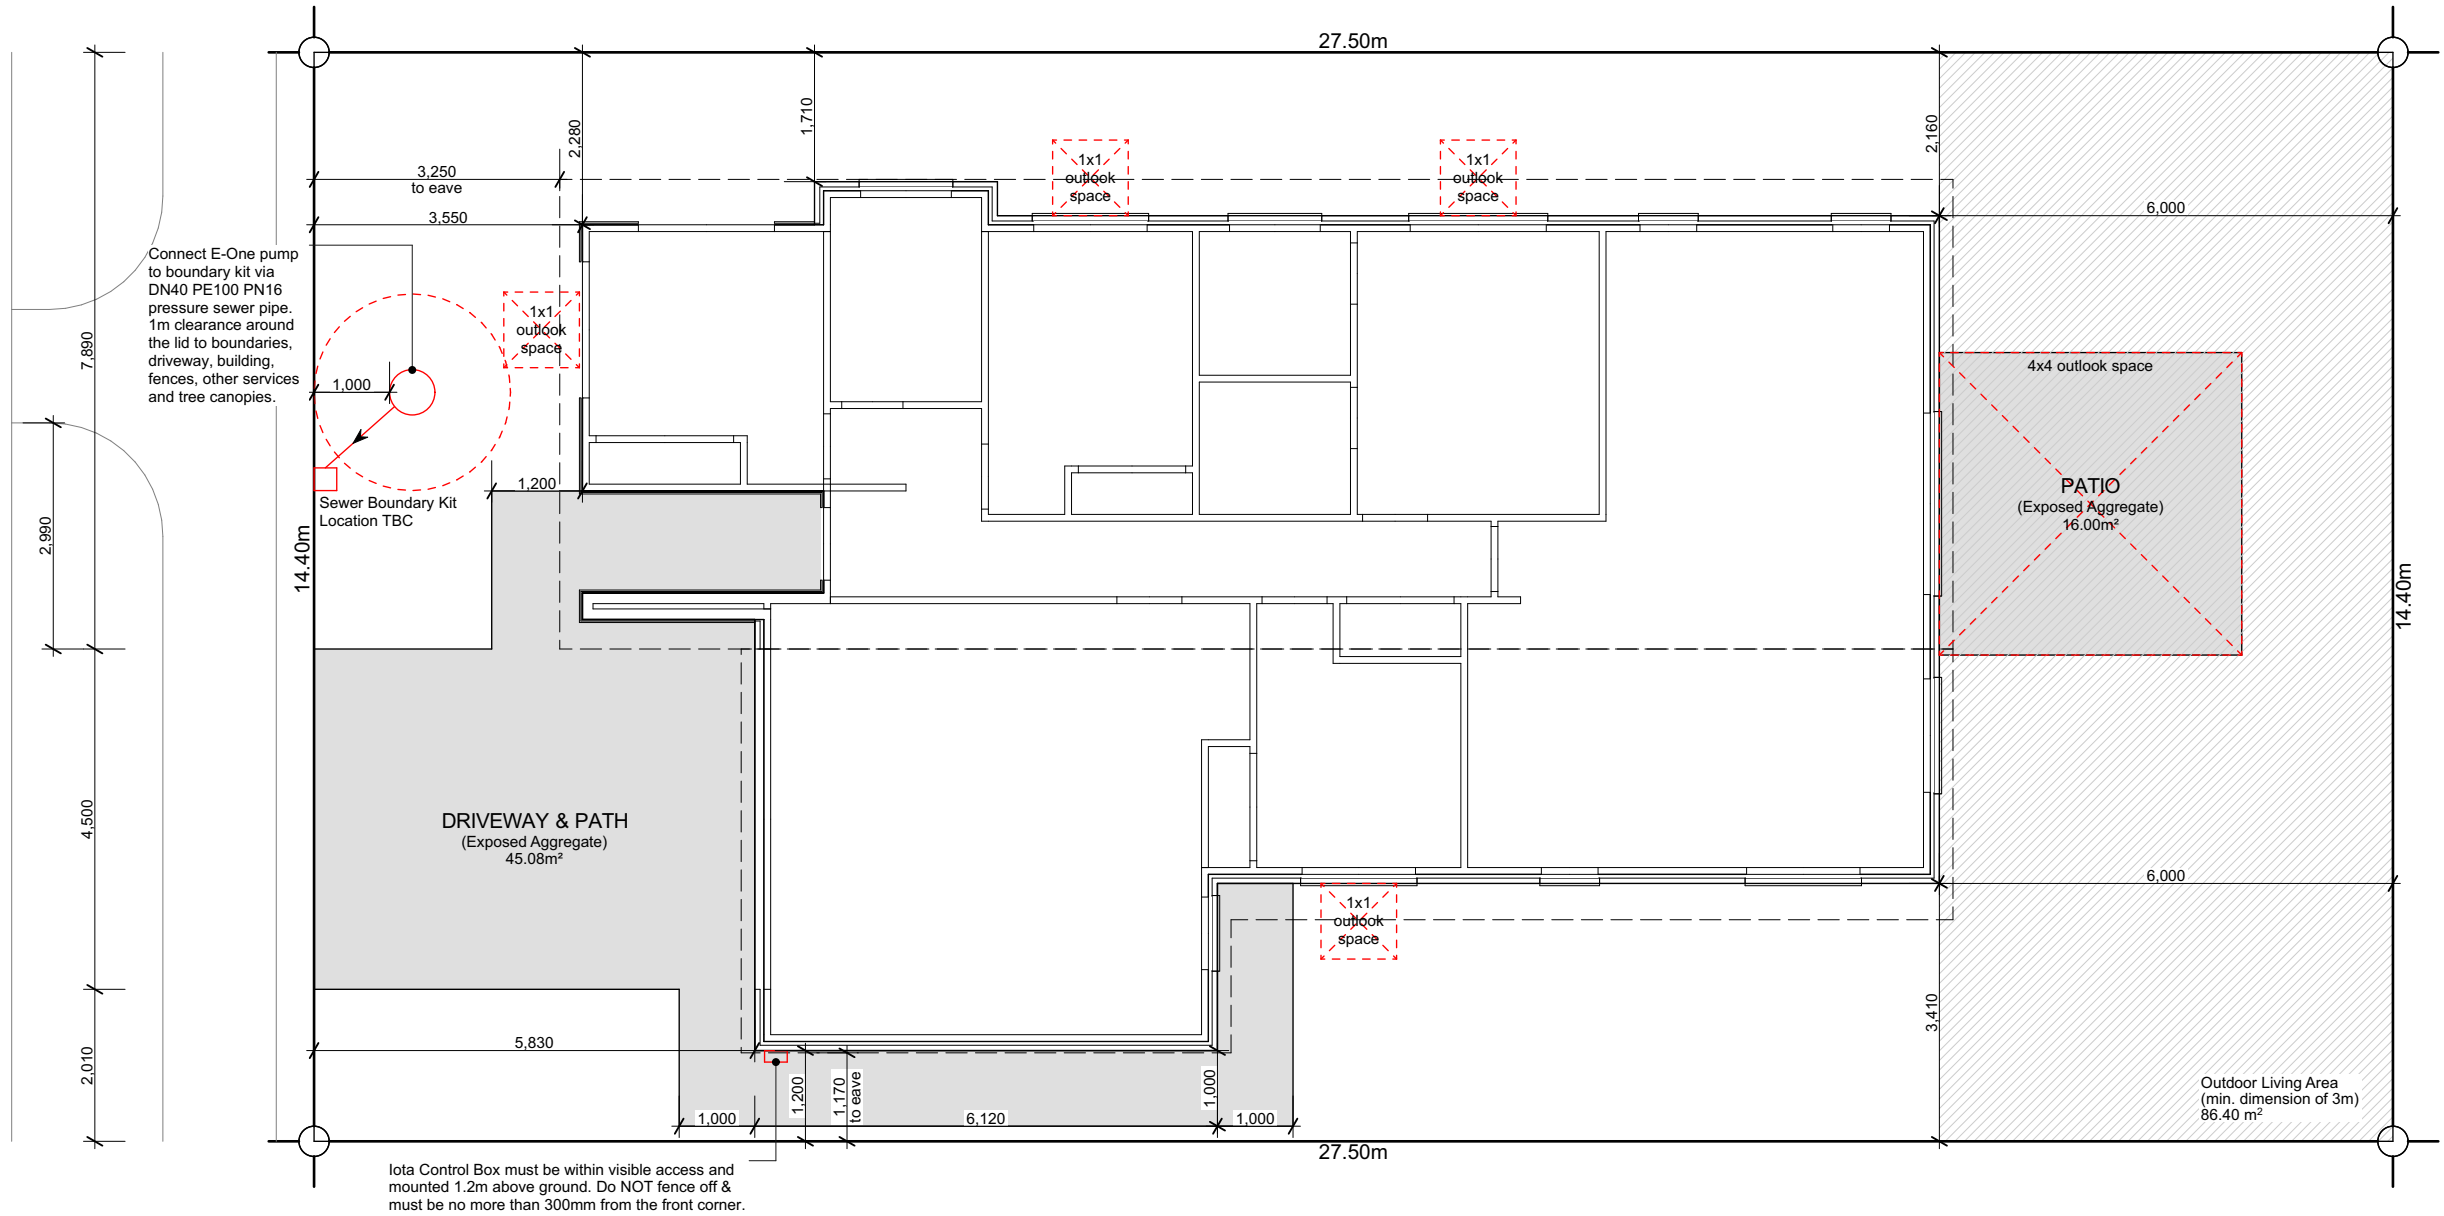 27.50m
1,710
2,280
2,160
3,250
to eave
3,550
1x1
outlook
space
1x1
outlook
space
6,000
Connect E-One pump
to boundary kit via
DN40 PE100 PN16
pressure sewer pipe.
1m clearance around
the lid to boundaries,
driveway, building,
fences, other services
and tree canopies.
1x1
outlook
space
7,890
1,000
4x4 outlook space
1,200
Sewer Boundary Kit
Location TBC
PATIO
(Exposed Aggregate)
16.00m²
2,990
14.40m
14.40m
4,500
DRIVEWAY & PATH
(Exposed Aggregate)
45.08m²
6,000
1x1
outlook
space
3,410
5,830
2,010
1,200
1,170
to eave
1,000
1,000
6,120
1,000
Outdoor Living Area
(min. dimension of 3m)
86.40 m²
27.50m
Iota Control Box must be within visible access and
mounted 1.2m above ground. Do NOT fence off &
must be no more than 300mm from the front corner.